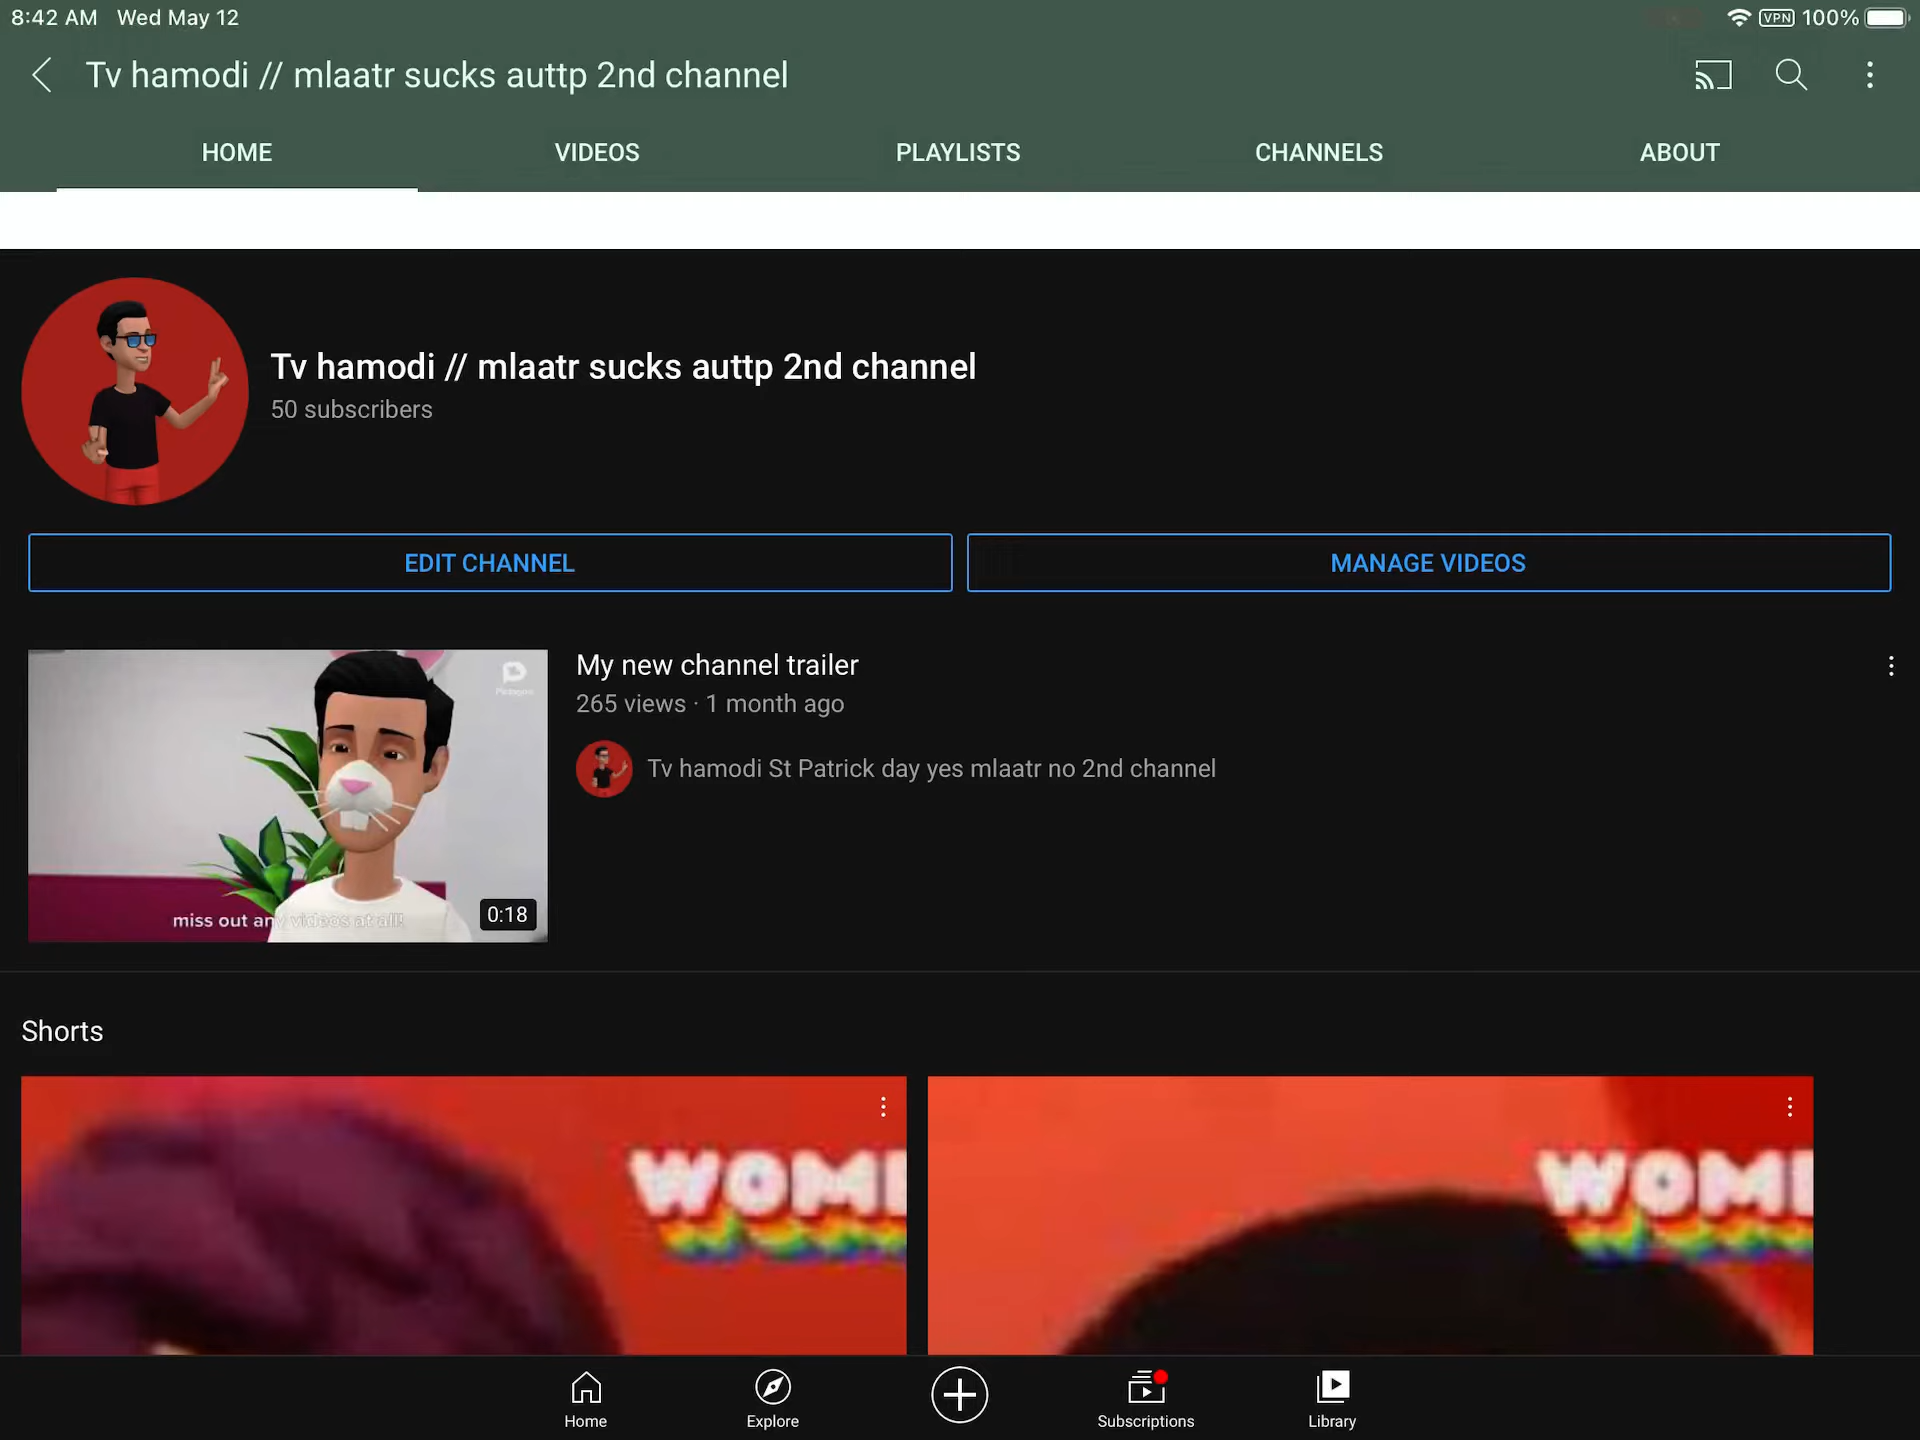 8:42 AM Wed May 12
VPN 100%
Tv hamodi // mlaatr sucks auttp 2nd channel
HOME VIDEOS PLAYLISTS CHANNELS ABOUT
Tv hamodi // mlaatr sucks auttp 2nd channel
50 subscribers
EDIT CHANNEL MANAGE VIDEOS
My new channel trailer
265 views · 1 month ago
Tv hamodi St Patrick day yes mlaatr no 2nd channel
miss out any videos at all!
0:18
Shorts
WOM
WOM
Home Explore Subscriptions Library